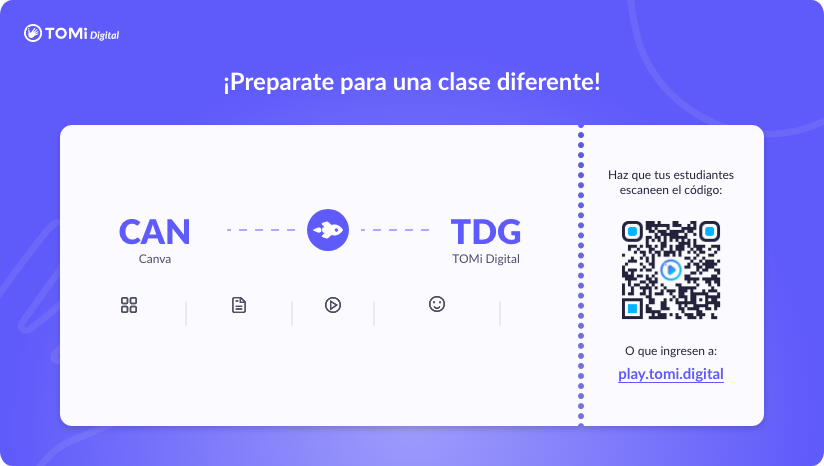 TOMi Digital
¡Preparate para una clase diferente!
CAN
Canva
TDG
TOMi Digital
Haz que tus estudiantes
escaneen el código:
O que ingresen a:
play.tomi.digital